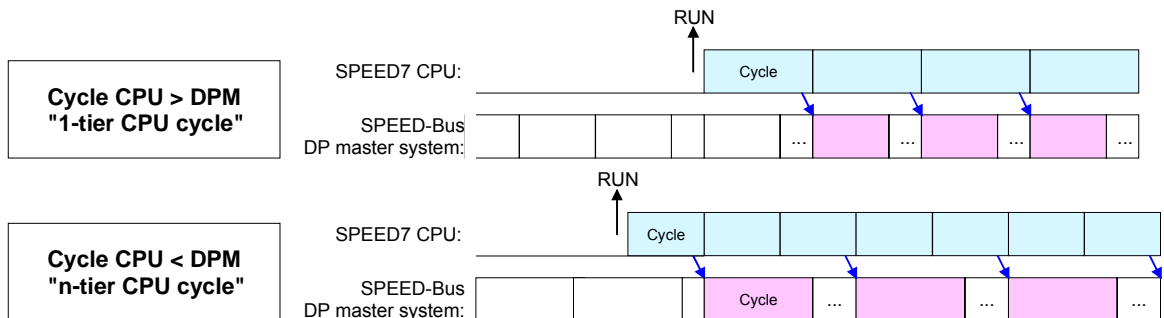 RUN
SPEED7 CPU:
Cycle
Cycle CPU > DPM
"1-tier CPU cycle"
SPEED-Bus
DP master system:
...
...
...
...
RUN
SPEED7 CPU:
Cycle
Cycle CPU < DPM
"n-tier CPU cycle"
SPEED-Bus
DP master system:
Cycle
...
...
...